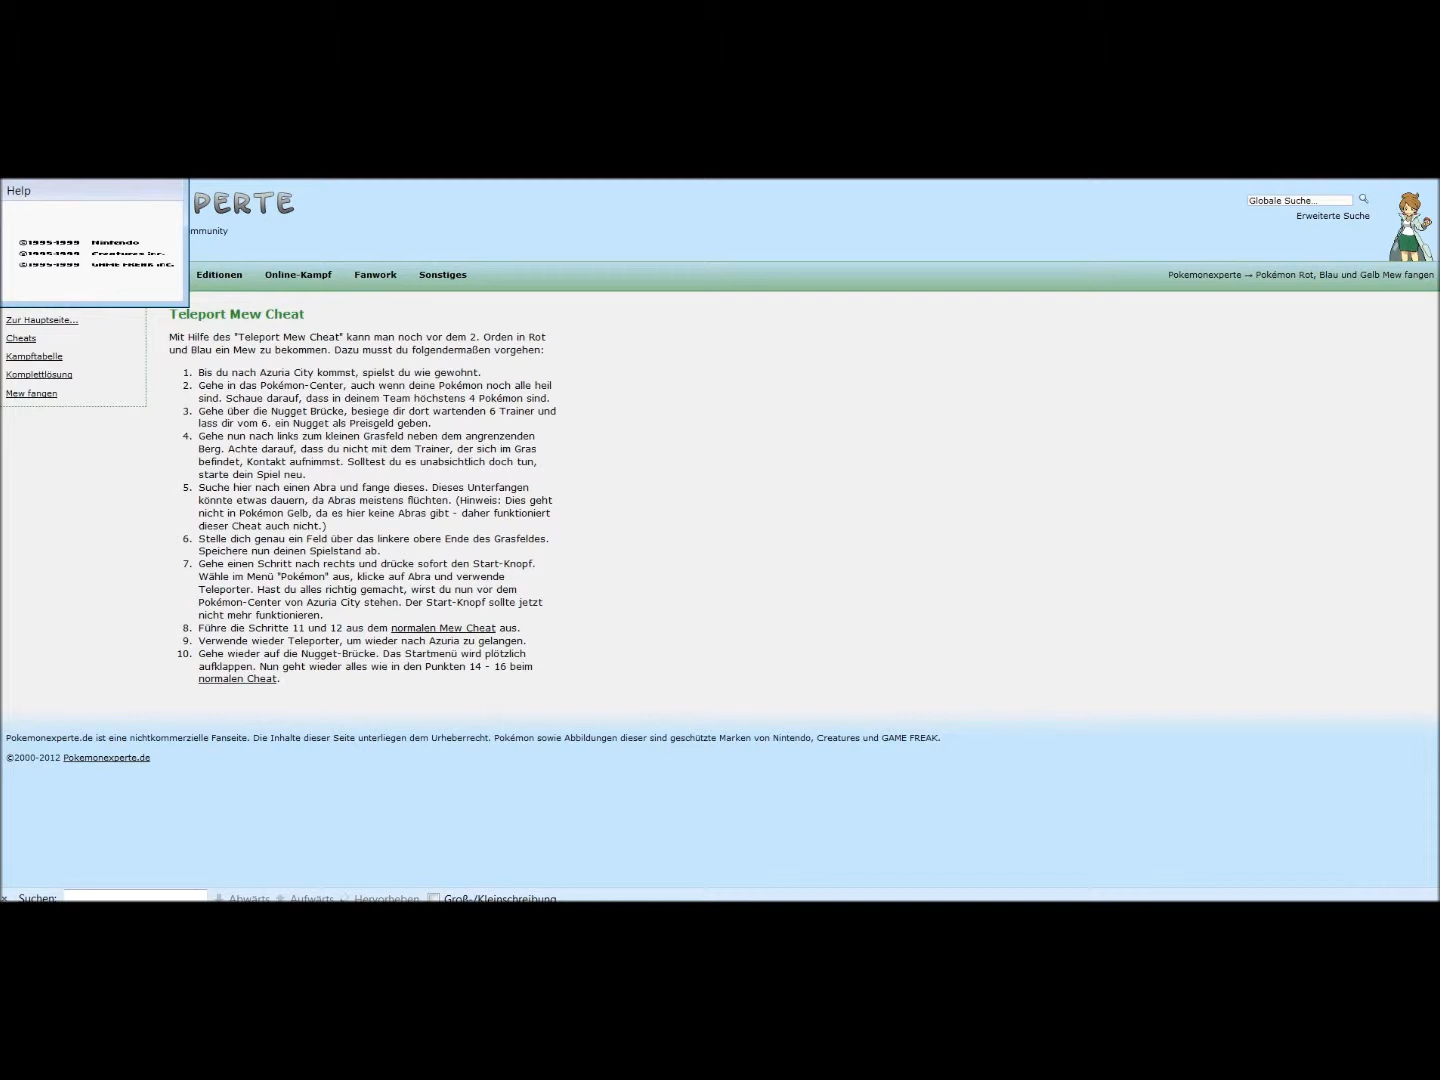 Help
PERTE
mmunity
©1995-1999 Nintendo
©1995-1999 Creatures inc.
©1995-1999 GAME FREAK inc.
Globale Suche...
Erweiterte Suche
Editionen Online-Kampf Fanwork Sonstiges
Pokemonexperte → Pokémon Rot, Blau und Gelb Mew fangen
Zur Hauptseite...
Cheats
Kampftabelle
Komplettlösung
Mew fangen
Teleport Mew Cheat
Mit Hilfe des "Teleport Mew Cheat" kann man noch vor dem 2. Orden in Rot
und Blau ein Mew zu bekommen. Dazu musst du folgendermaßen vorgehen:
1. Bis du nach Azuria City kommst, spielst du wie gewohnt.
2. Gehe in das Pokémon-Center, auch wenn deine Pokémon noch alle heil
sind. Schaue darauf, dass in deinem Team höchstens 4 Pokémon sind.
3. Gehe über die Nugget Brücke, besiege dir dort wartenden 6 Trainer und
lass dir vom 6. ein Nugget als Preisgeld geben.
4. Gehe nun nach links zum kleinen Grasfeld neben dem angrenzenden
Berg. Achte darauf, dass du nicht mit dem Trainer, der sich im Gras
befindet, Kontakt aufnimmst. Solltest du es unabsichtlich doch tun,
starte dein Spiel neu.
5. Suche hier nach einen Abra und fange dieses. Dieses Unterfangen
könnte etwas dauern, da Abras meistens flüchten. (Hinweis: Dies geht
nicht in Pokémon Gelb, da es hier keine Abras gibt - daher funktioniert
dieser Cheat auch nicht.)
6. Stelle dich genau ein Feld über das linkere obere Ende des Grasfeldes.
Speichere nun deinen Spielstand ab.
7. Gehe einen Schritt nach rechts und drücke sofort den Start-Knopf.
Wähle im Menü "Pokémon" aus, klicke auf Abra und verwende
Teleporter. Hast du alles richtig gemacht, wirst du nun vor dem
Pokémon-Center von Azuria City stehen. Der Start-Knopf sollte jetzt
nicht mehr funktionieren.
8. Führe die Schritte 11 und 12 aus dem normalen Mew Cheat aus.
9. Verwende wieder Teleporter, um wieder nach Azuria zu gelangen.
10. Gehe wieder auf die Nugget-Brücke. Das Startmenü wird plötzlich
aufklappen. Nun geht wieder alles wie in den Punkten 14 - 16 beim
normalen Cheat.
Pokemonexperte.de ist eine nichtkommerzielle Fanseite. Die Inhalte dieser Seite unterliegen dem Urheberrecht. Pokémon sowie Abbildungen dieser sind geschützte Marken von Nintendo, Creatures und GAME FREAK.
©2000-2012 Pokemonexperte.de
x Suchen: Abwärts Aufwärts Hervorheben Groß-/Kleinschreibung